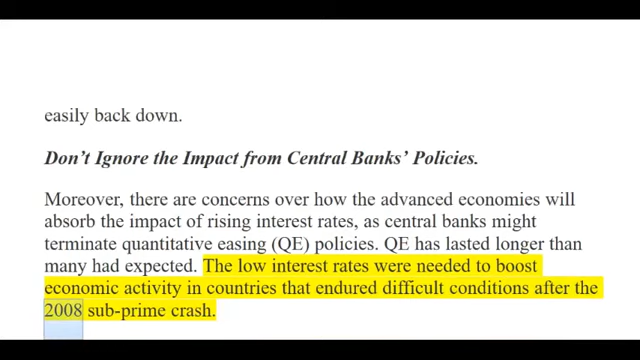 easily back down.
Don't Ignore the Impact from Central Banks' Policies.
Moreover, there are concerns over how the advanced economies will
absorb the impact of rising interest rates, as central banks might
terminate quantitative easing (QE) policies. QE has lasted longer than
many had expected. The low interest rates were needed to boost
economic activity in countries that endured difficult conditions after the
2008 sub-prime crash.